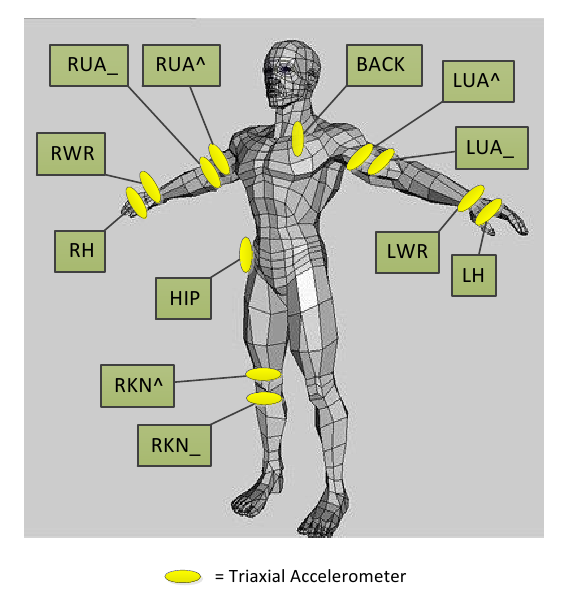 RUA_
RUA^
BACK
LUA^
RWR
LUA_
RH
LWR
LH
HIP
RKN^
RKN_
= Triaxial Accelerometer